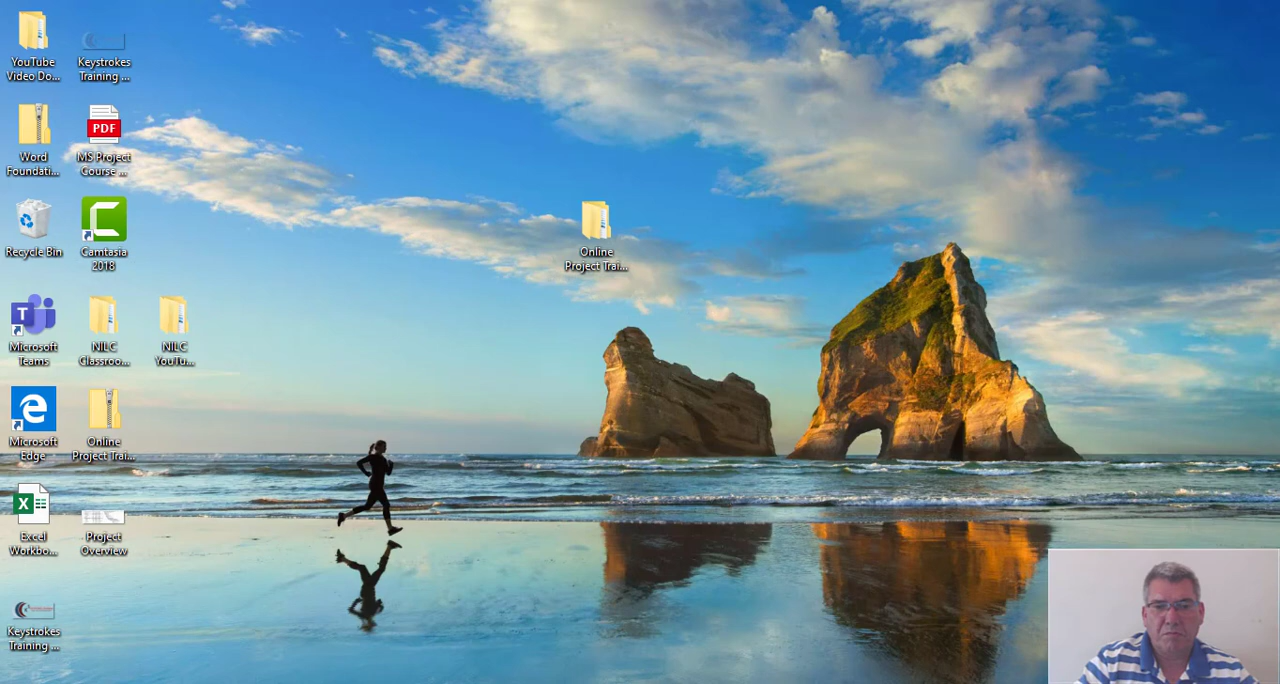 YouTube
Video Do...
Keystrokes
Training ...
Word
Foundati...
PDF
MS Project
Course ...
Recycle Bin
Camtasia
2018
Online
Project Trai...
T
Microsoft
Teams
NILC
Classroo...
NILC
YouTu...
Microsoft
Edge
Online
Project Trai...
X
Excel
Workbo...
Project
Overview
Keystrokes
Training ...